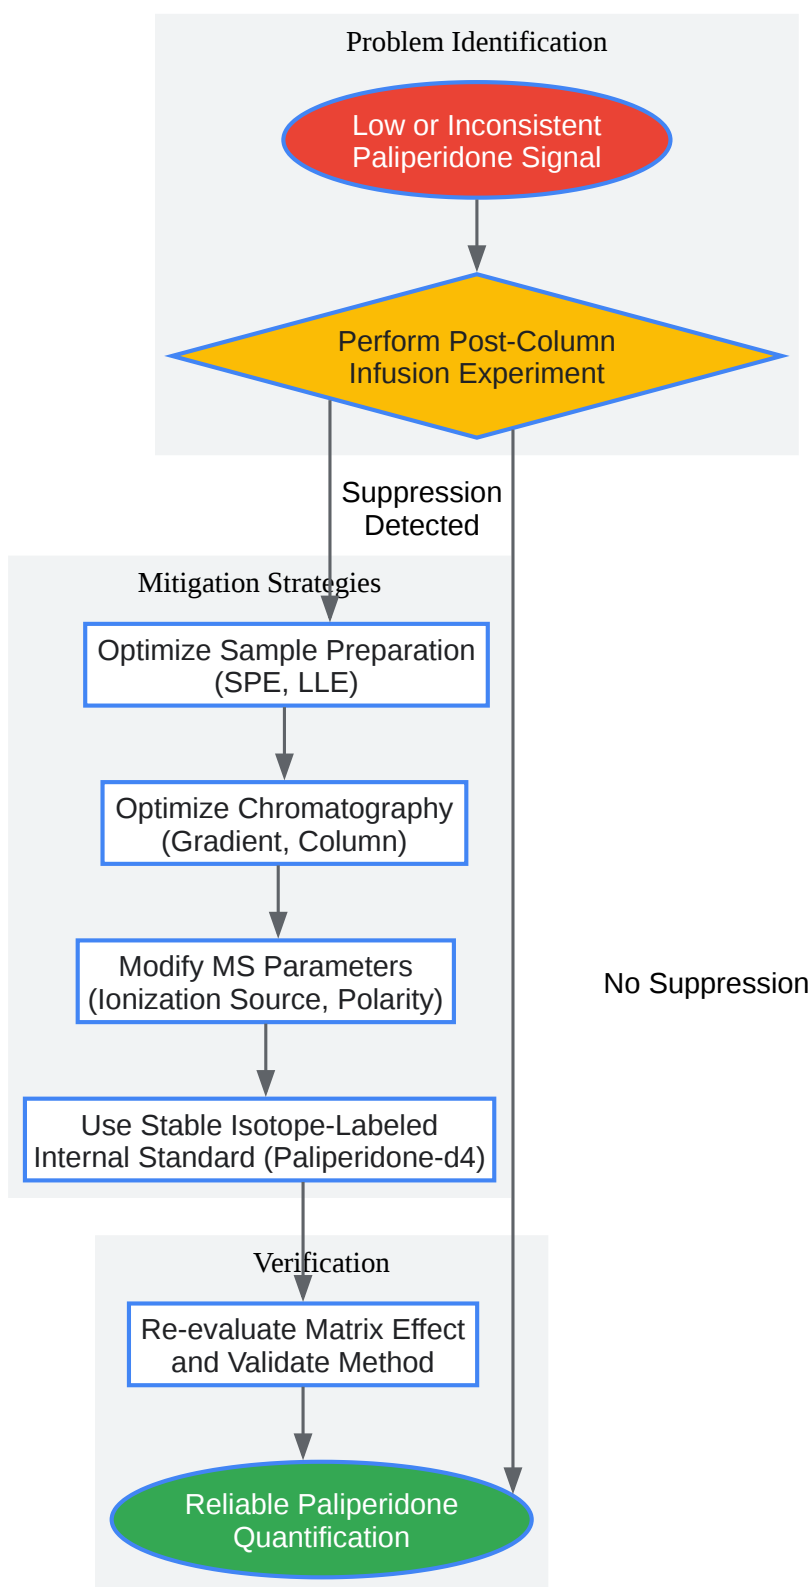 Problem Identification
Low or Inconsistent
Paliperidone Signal
Perform Post-Column
Infusion Experiment
Suppression
Detected
Mitigation Strategies
Optimize Sample Preparation
(SPE, LLE)
Optimize Chromatography
(Gradient, Column)
Modify MS Parameters
(Ionization Source, Polarity)
No Suppression
Use Stable Isotope-Labeled
Internal Standard (Paliperidone-d4)
Verification
Re-evaluate Matrix Effect
and Validate Method
Reliable Paliperidone
Quantification